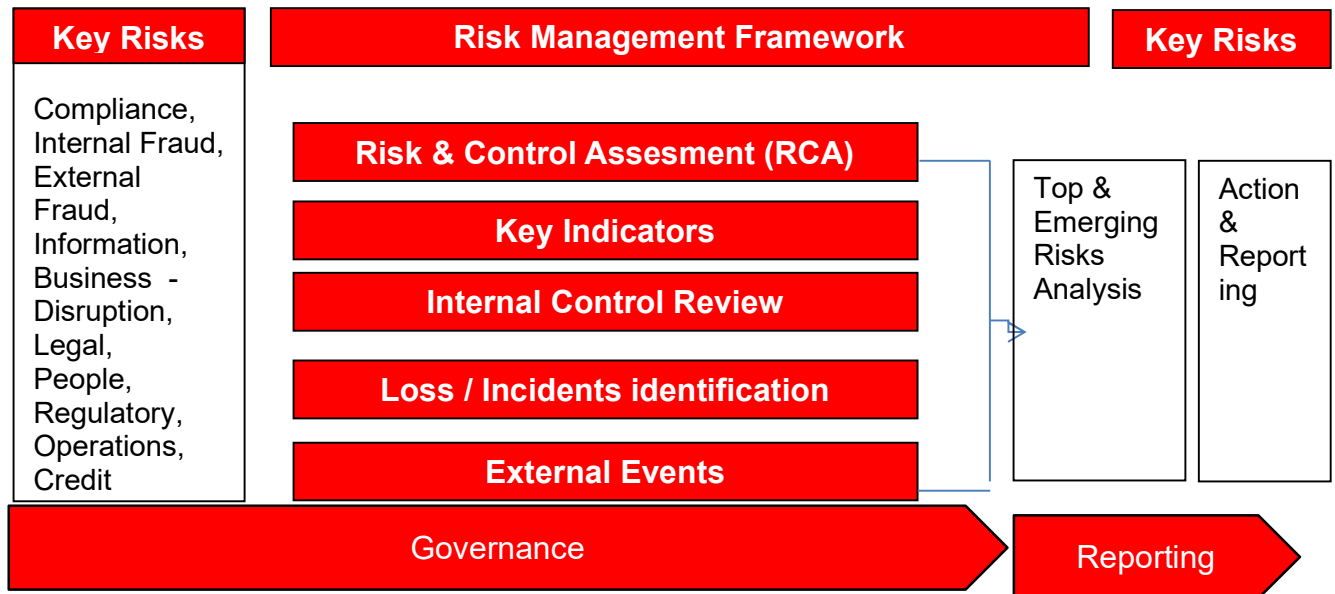 Key Risks
Risk Management Framework
Key Risks
Compliance,
Internal Fraud,
External
Fraud,
Information,
Business -
Disruption,
Legal,
People,
Regulatory,
Operations,
Credit
Risk & Control Assesment (RCA)
Key Indicators
Internal Control Review
Loss / Incidents identification
External Events
Top &
Emerging
Risks
Analysis
Action
&
Report
ing
Governance
Reporting